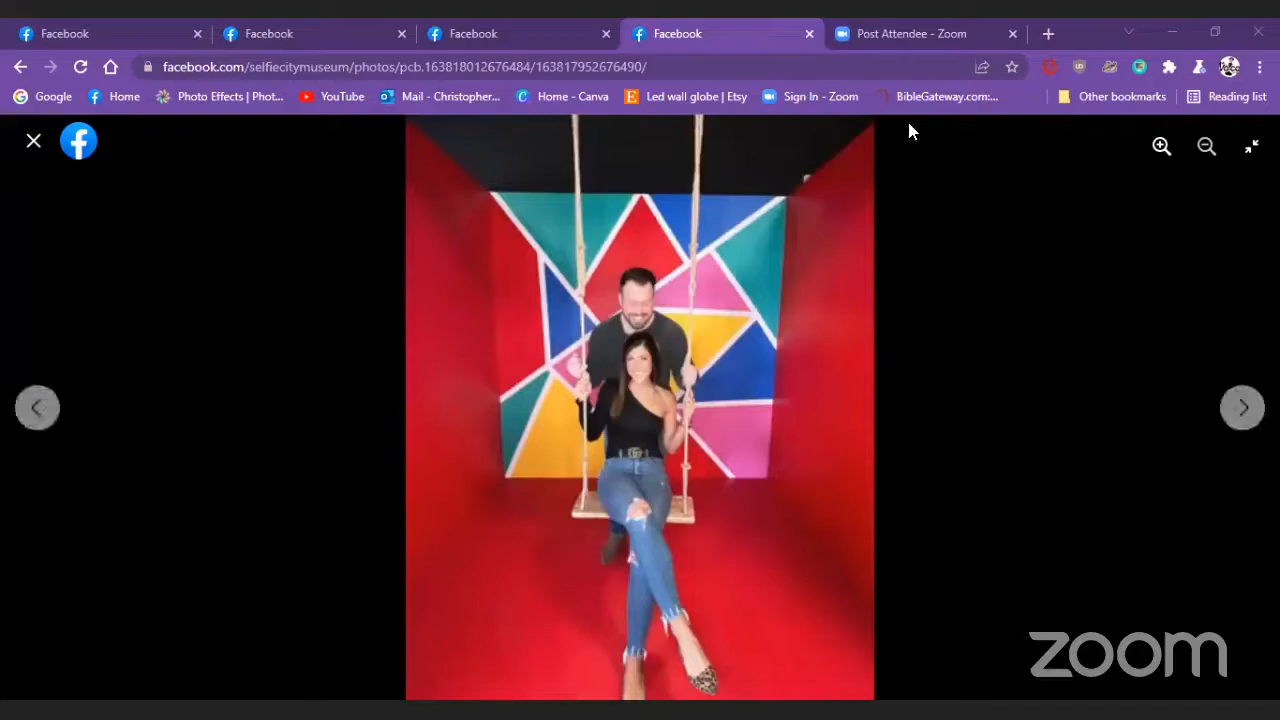 Facebook
Facebook
Facebook
Facebook
Post Attendee - Zoom
facebook.com/selfiecitymuseum/photos/pcb.163818012676484/163817952676490/
Google
Home
Photo Effects | Phot...
YouTube
Mail - Christopher...
Home - Canva
Led wall globe | Etsy
Sign In - Zoom
BibleGateway.com:...
Other bookmarks
Reading list
zoom